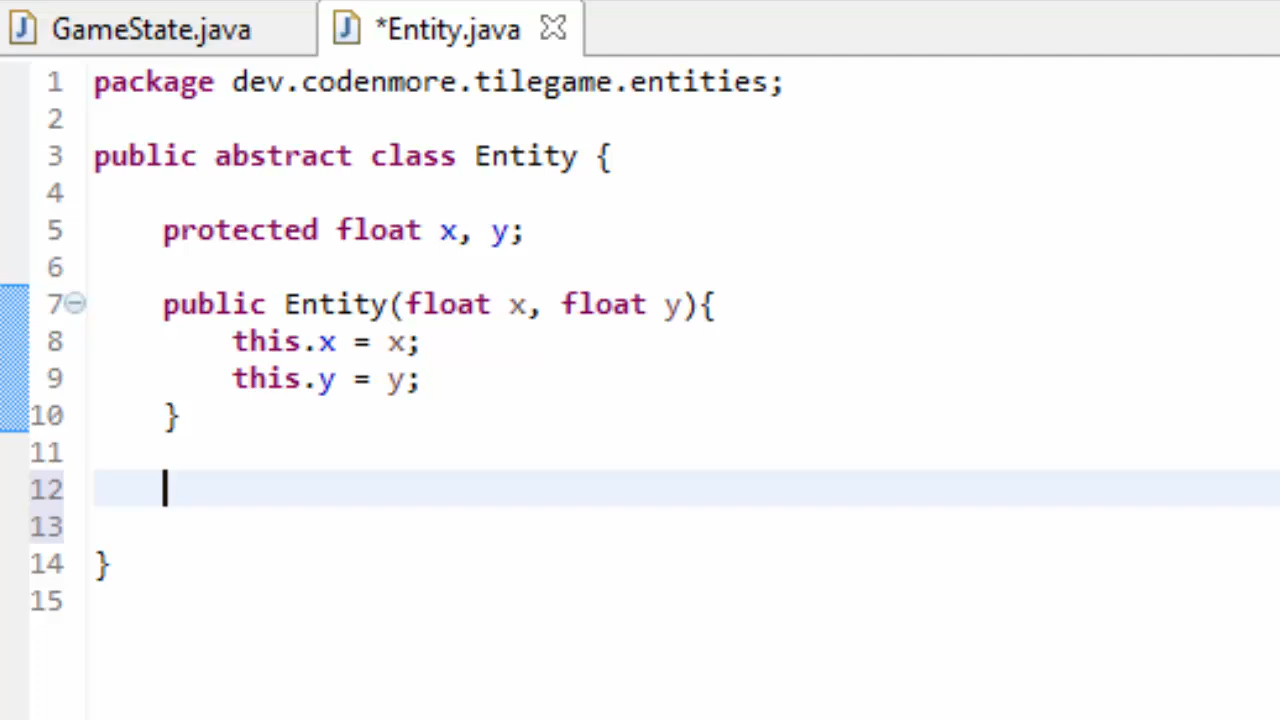 GameState.java *Entity.java
1 package dev.codenmore.tilegame.entities;
2
3 public abstract class Entity {
4
5 protected float x, y;
6
7 public Entity(float x, float y){
8 this.x = x;
9 this.y = y;
10 }
11
12
13
14 }
15